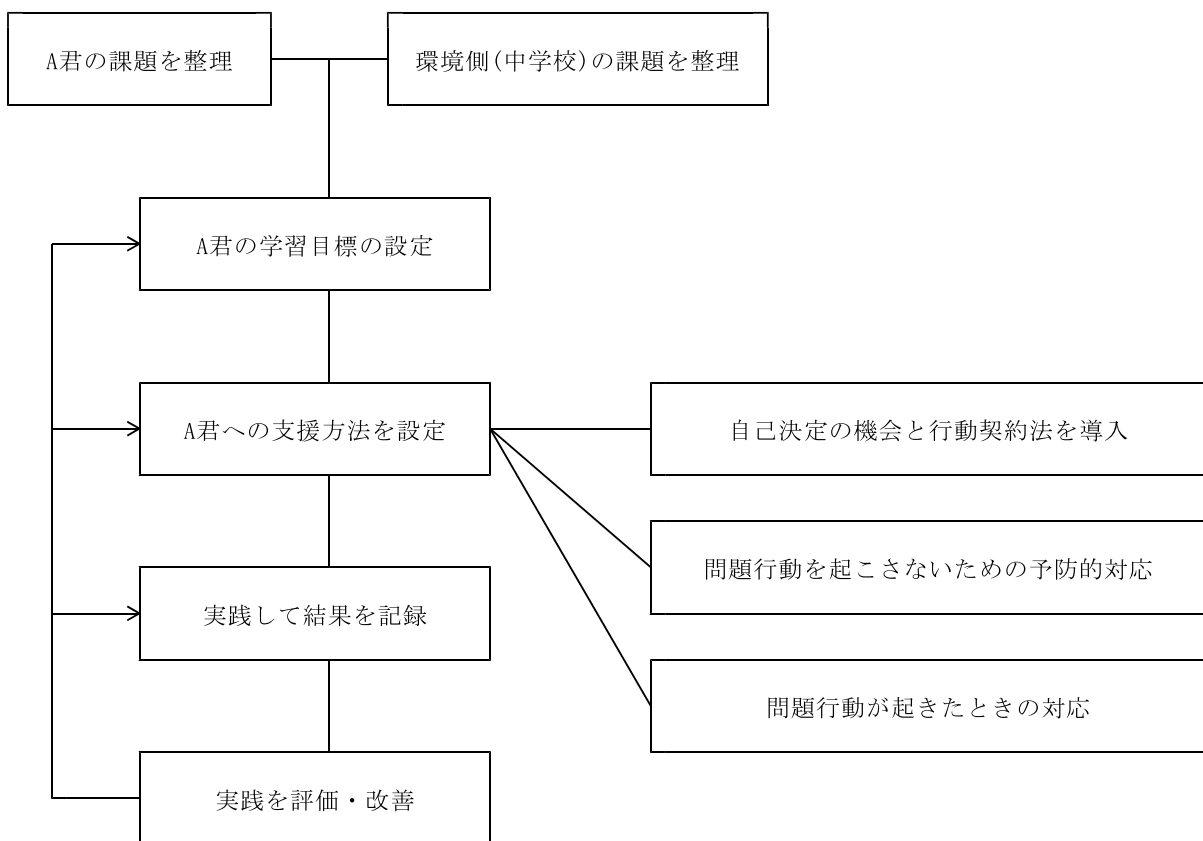 A君の課題を整理
環境側(中学校)の課題を整理
A君の学習目標の設定
A君への支援方法を設定
自己決定の機会と行動契約法を導入
問題行動を起こさないための予防的対応
実践して結果を記録
問題行動が起きたときの対応
実践を評価・改善